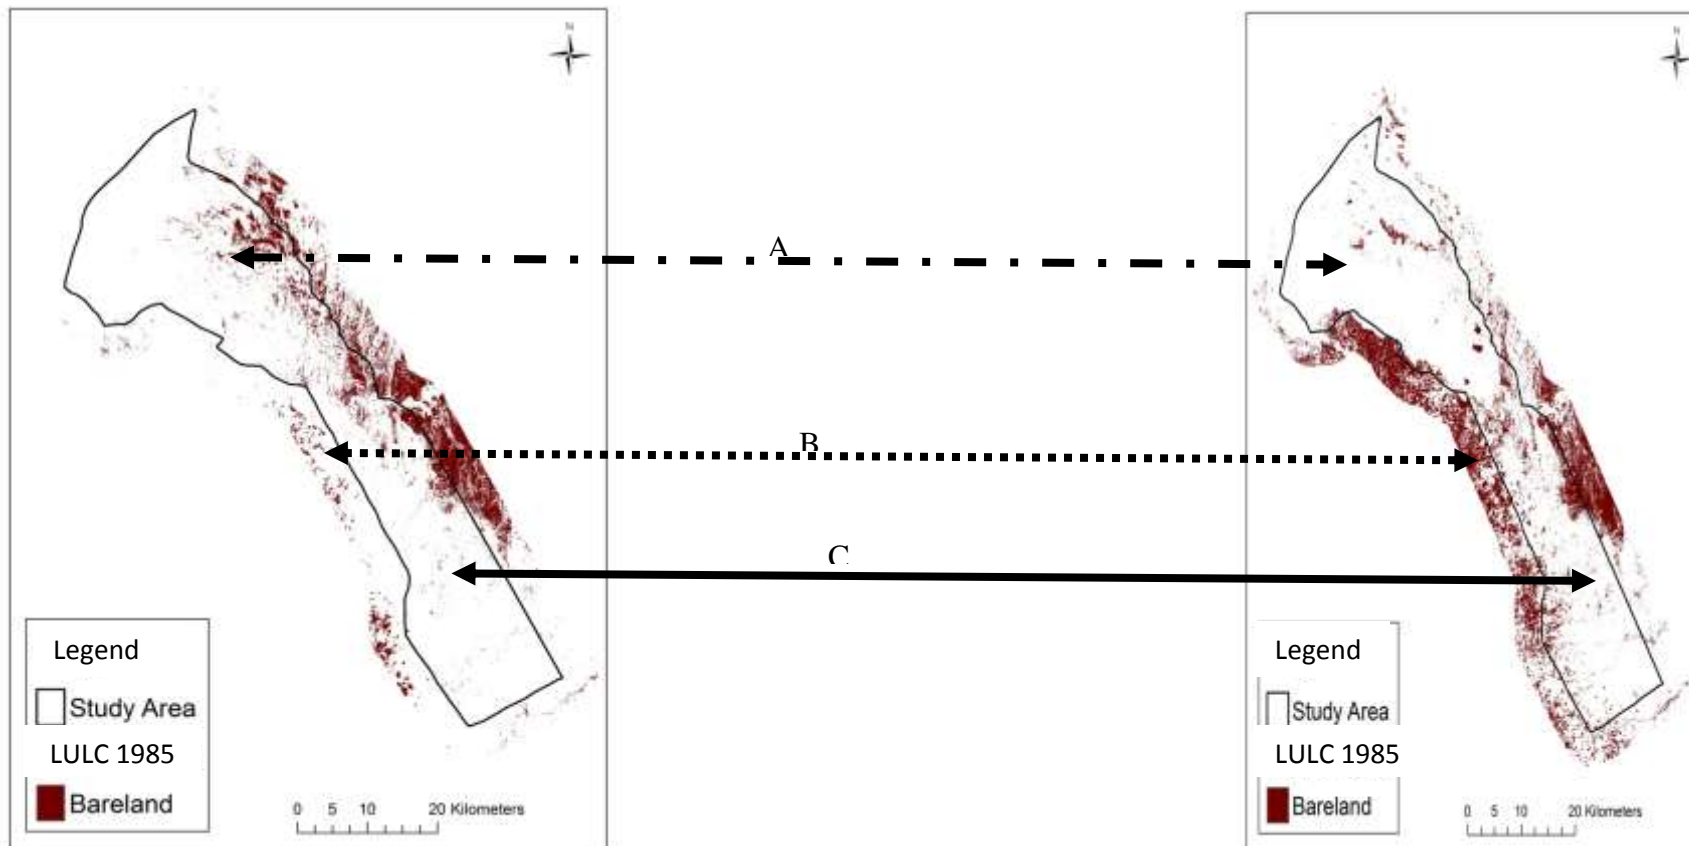 N
Legend
Study Area
LULC 1985
Bareland
0 5 10 20 Kilometers
A
B
C
N
Legend
Study Area
LULC 1985
Bareland
0 5 10 20 Kilometers